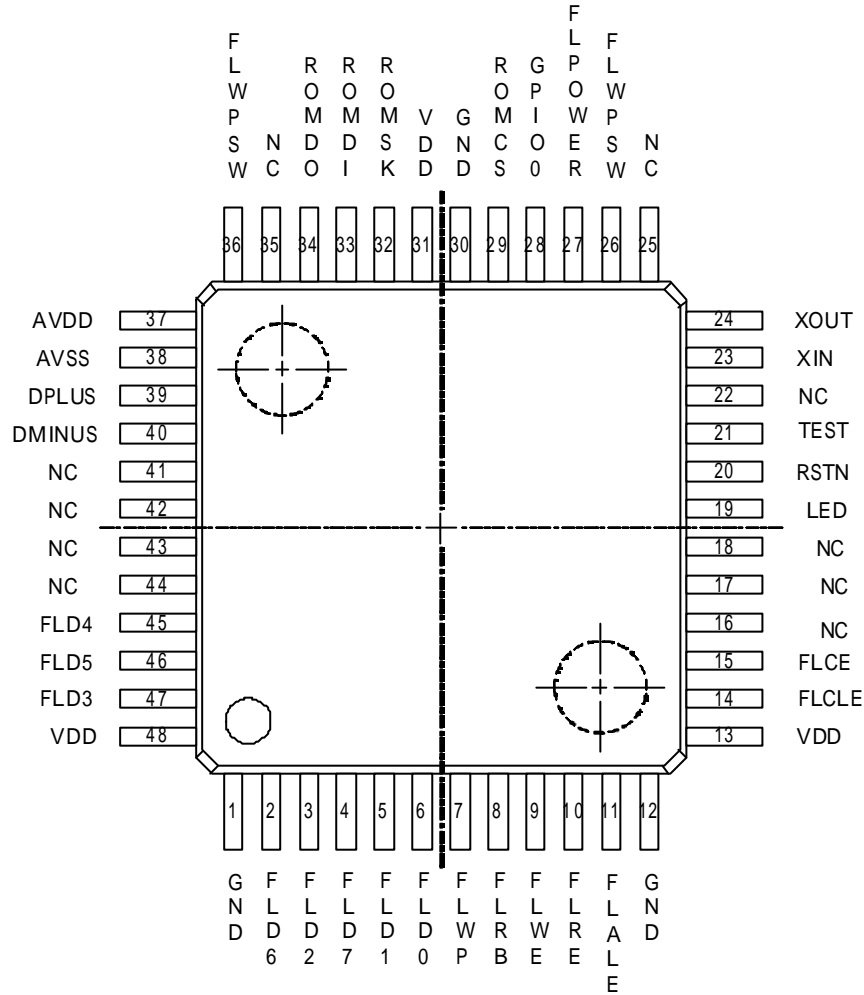 FLWPSW
NC
ROMDO
ROMDI
ROMSK
VDD
GND
ROMCS
GPIO0
FLPOWER
FLWPSW
NC
36 35 34 33 32 31 30 29 28 27 26 25
AVDD 37
AVSS 38
DPLUS 39
DMINUS 40
NC 41
NC 42
NC 43
NC 44
FLD4 45
FLD5 46
FLD3 47
VDD 48
24 XOUT
23 XIN
22 NC
21 TEST
20 RSTN
19 LED
18 NC
17 NC
16 NC
15 FLCE
14 FLCLE
13 VDD
1 2 3 4 5 6 7 8 9 10 11 12
GND
FLD6
FLD2
FLD7
FLD1
FLD0
FLWP
FLRB
FLWE
FLRE
FLALE
GND